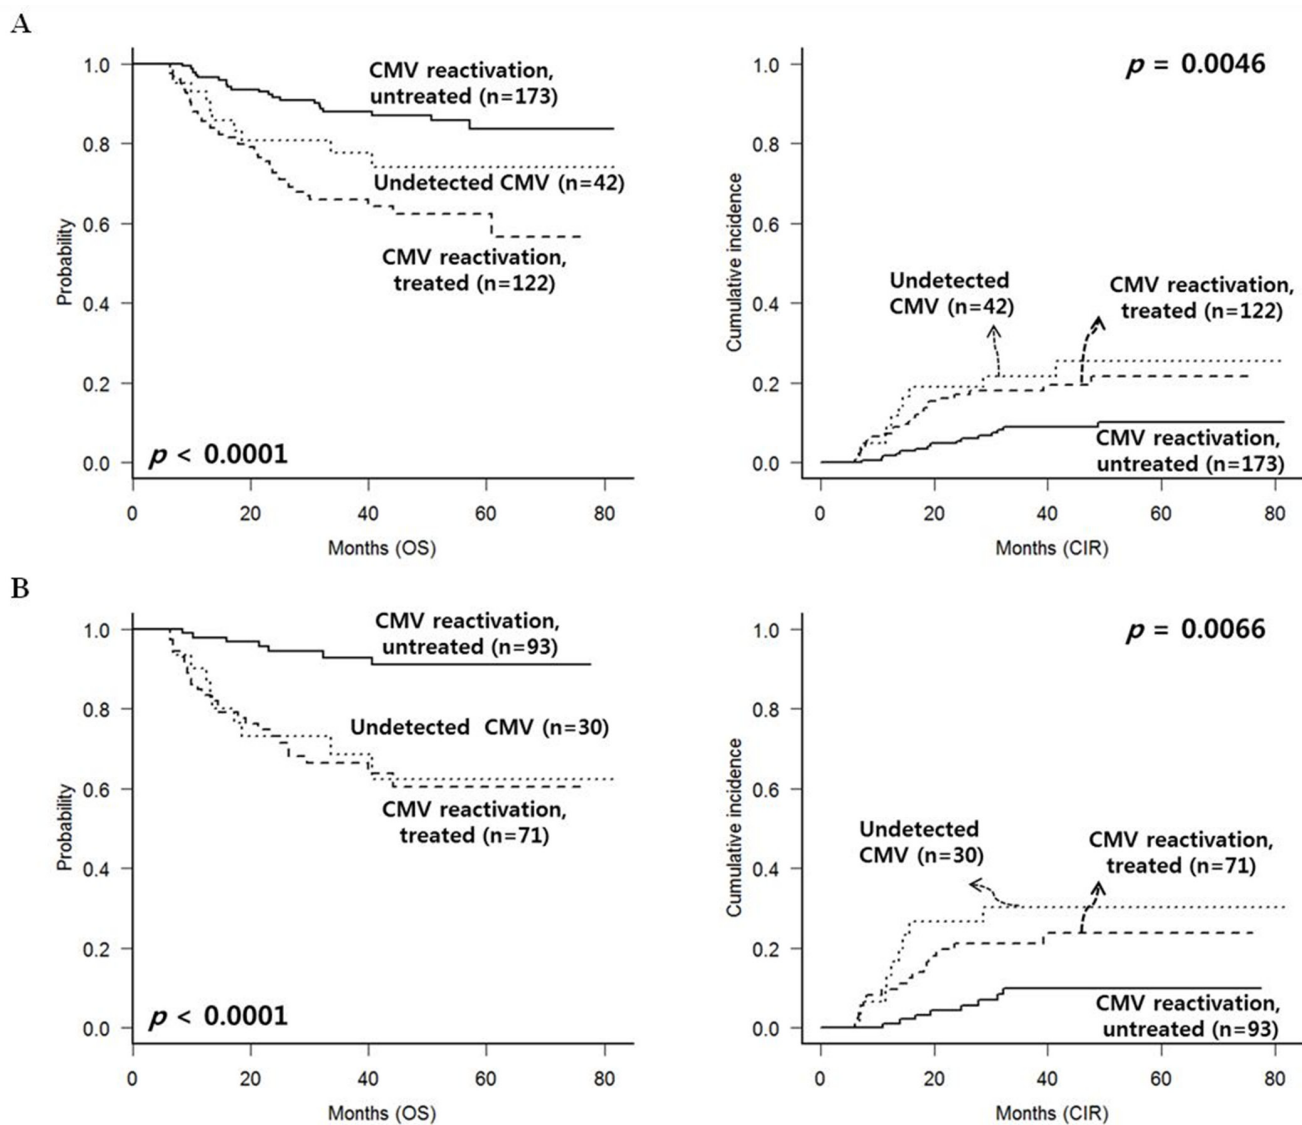 A
1.0
0.8
0.6
0.4
0.2
0.0
Probability
CMV reactivation,
untreated (n=173)
Undetected CMV (n=42)
CMV reactivation,
treated (n=122)
p < 0.0001
0 20 40 60 80
Months (OS)
1.0
0.8
0.6
0.4
0.2
0.0
Cumulative incidence
p = 0.0046
Undetected
CMV (n=42)
CMV reactivation,
treated (n=122)
CMV reactivation,
untreated (n=173)
0 20 40 60 80
Months (CIR)
B
1.0
0.8
0.6
0.4
0.2
0.0
Probability
CMV reactivation,
untreated (n=93)
Undetected CMV (n=30)
CMV reactivation,
treated (n=71)
p < 0.0001
0 20 40 60 80
Months (OS)
1.0
0.8
0.6
0.4
0.2
0.0
Cumulative incidence
p = 0.0066
Undetected
CMV (n=30)
CMV reactivation,
treated (n=71)
CMV reactivation,
untreated (n=93)
0 20 40 60 80
Months (CIR)